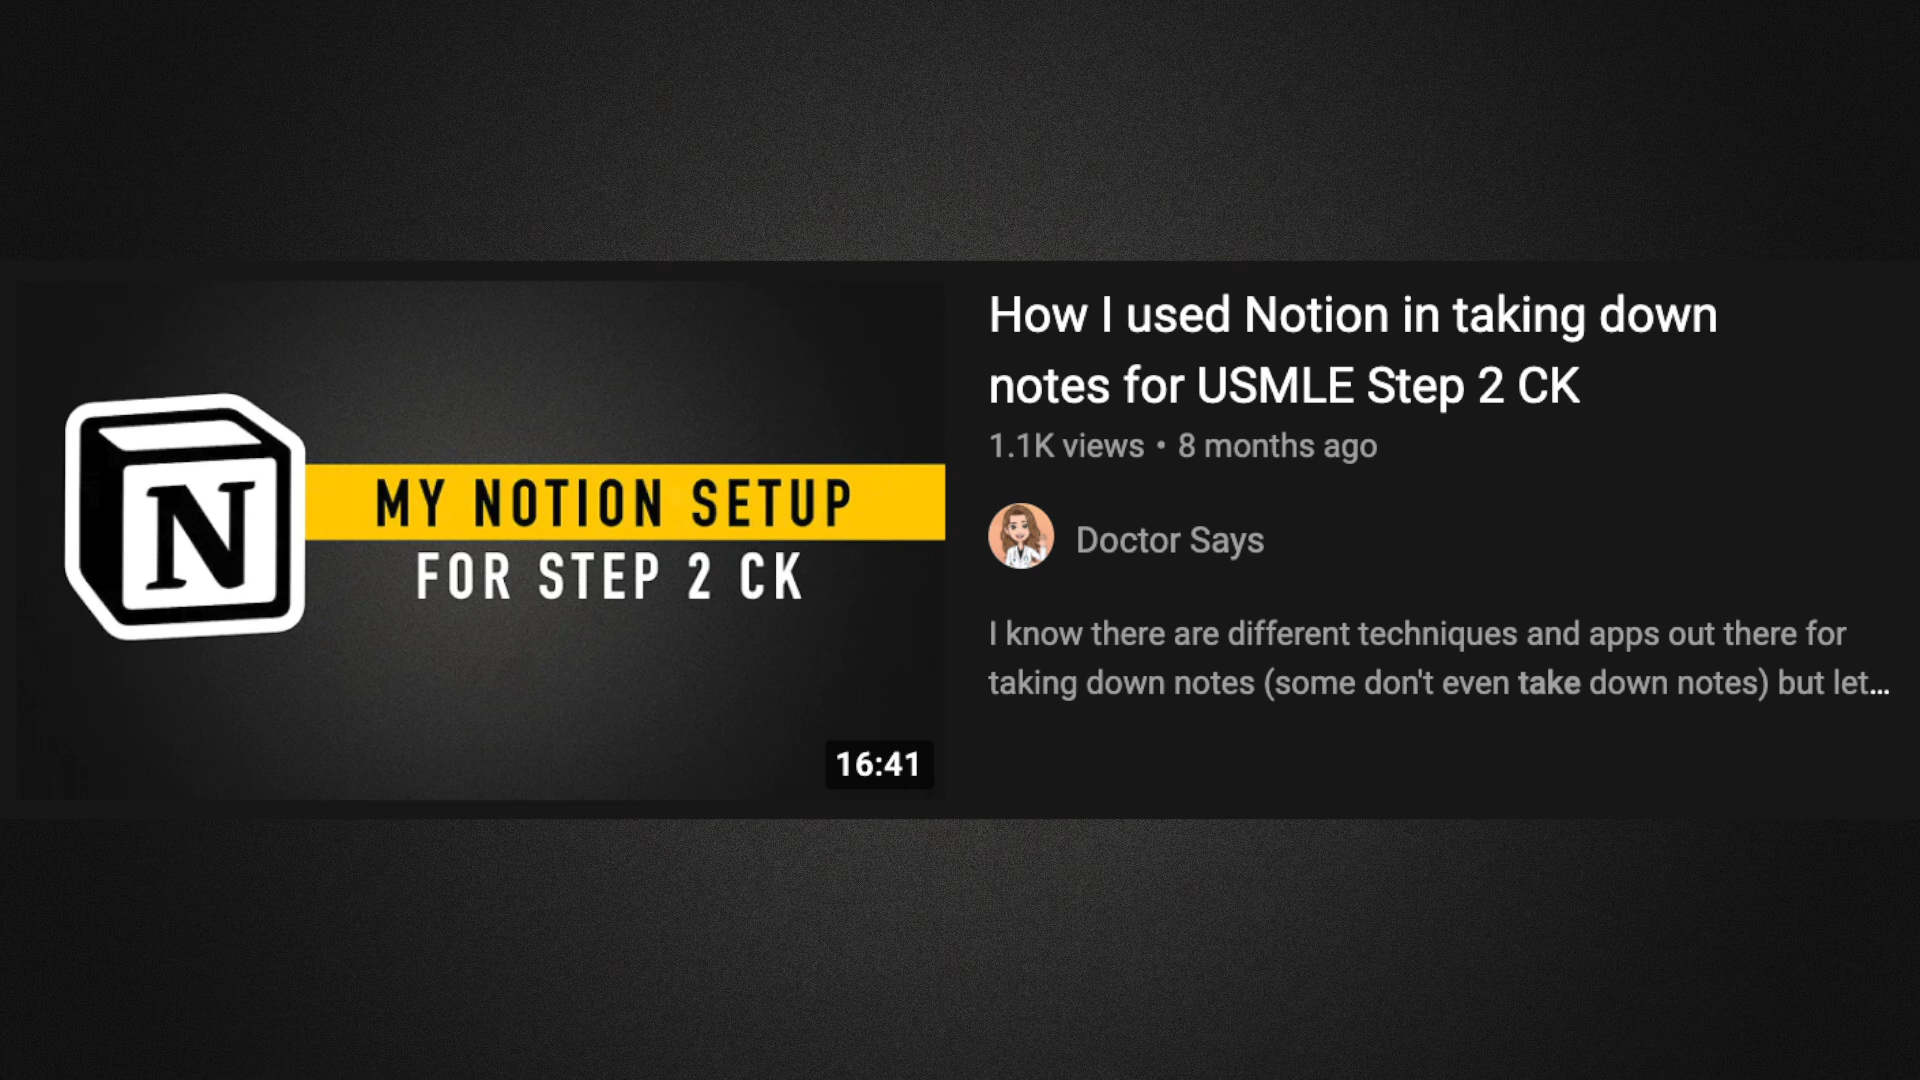 N
MY NOTION SETUP
FOR STEP 2 CK
16:41
How I used Notion in taking down
notes for USMLE Step 2 CK
1.1K views • 8 months ago
Doctor Says
I know there are different techniques and apps out there for
taking down notes (some don't even take down notes) but let...